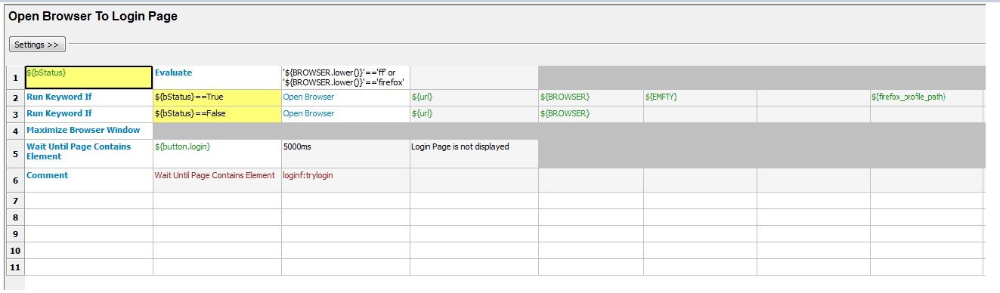 Open Browser To Login Page
Settings >>
1 ${bStatus} Evaluate '${BROWSER.lower()}'=='ff' or
'${BROWSER.lower()}'=='firefox'
2 Run Keyword If ${bStatus}==True Open Browser ${url} ${BROWSER} ${EMPTY} ${firefox_profile_path}
3 Run Keyword If ${bStatus}==False Open Browser ${url} ${BROWSER}
4 Maximize Browser Window
5 Wait Until Page Contains
Element ${button.login} 5000ms Login Page is not displayed
6 Comment Wait Until Page Contains Element loginf:trylogin
7
8
9
10
11